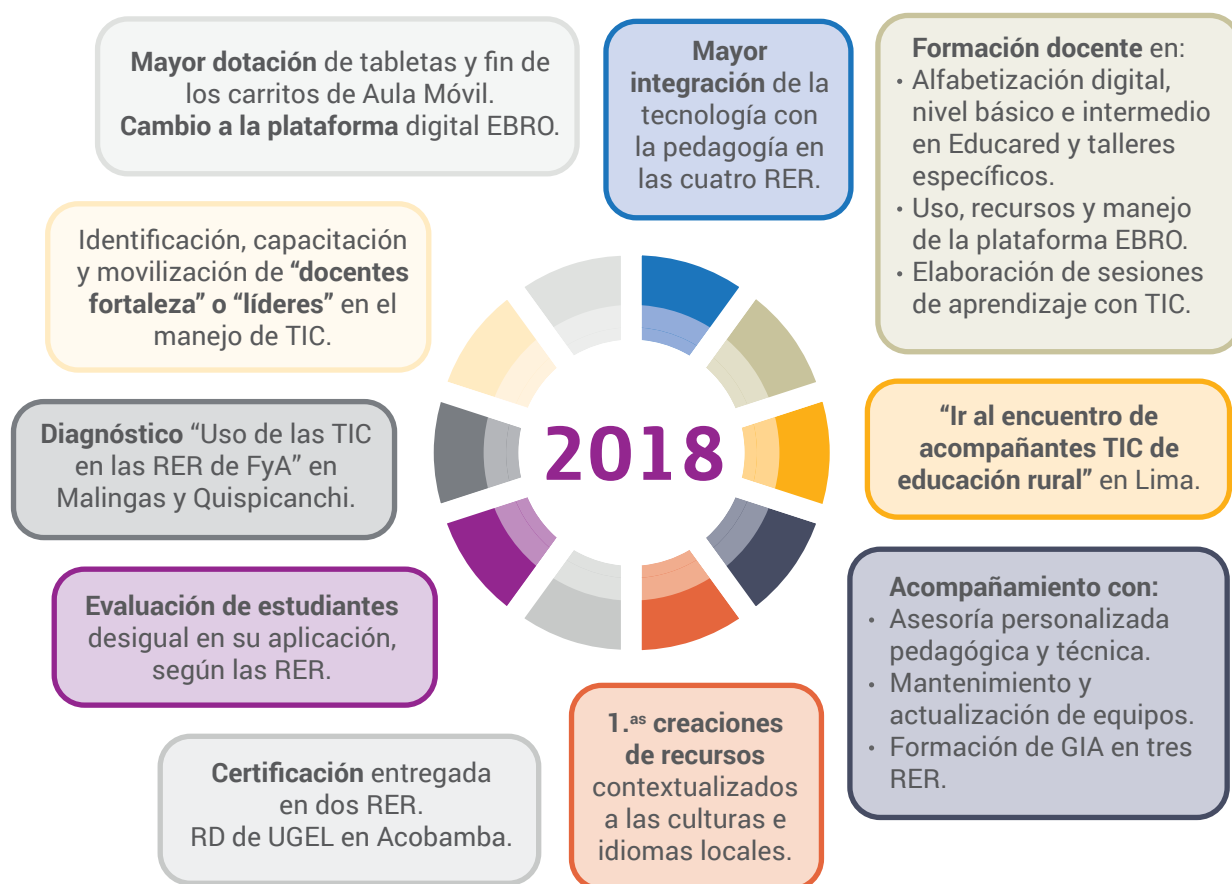 Mayor dotación de tabletas y fin de
los carritos de Aula Móvil.
Cambio a la plataforma digital EBRO.
Mayor
integración de la
tecnología con
la pedagogía en
las cuatro RER.
Formación docente en:
• Alfabetización digital,
nivel básico e intermedio
en Educared y talleres
específicos.
• Uso, recursos y manejo
de la plataforma EBRO.
• Elaboración de sesiones
de aprendizaje con TIC.
Identificación, capacitación
y movilización de “docentes
fortaleza” o “líderes” en el
manejo de TIC.
Diagnóstico “Uso de las TIC
en las RER de FyA” en
Malingas y Quispicanchi.
2018
“Ir al encuentro de
acompañantes TIC de
educación rural” en Lima.
Evaluación de estudiantes
desigual en su aplicación,
según las RER.
Acompañamiento con:
• Asesoría personalizada
pedagógica y técnica.
• Mantenimiento y
actualización de equipos.
• Formación de GIA en tres
RER.
Certificación entregada
en dos RER.
RD de UGEL en Acobamba.
1.ᵃˢ creaciones
de recursos
contextualizados
a las culturas e
idiomas locales.